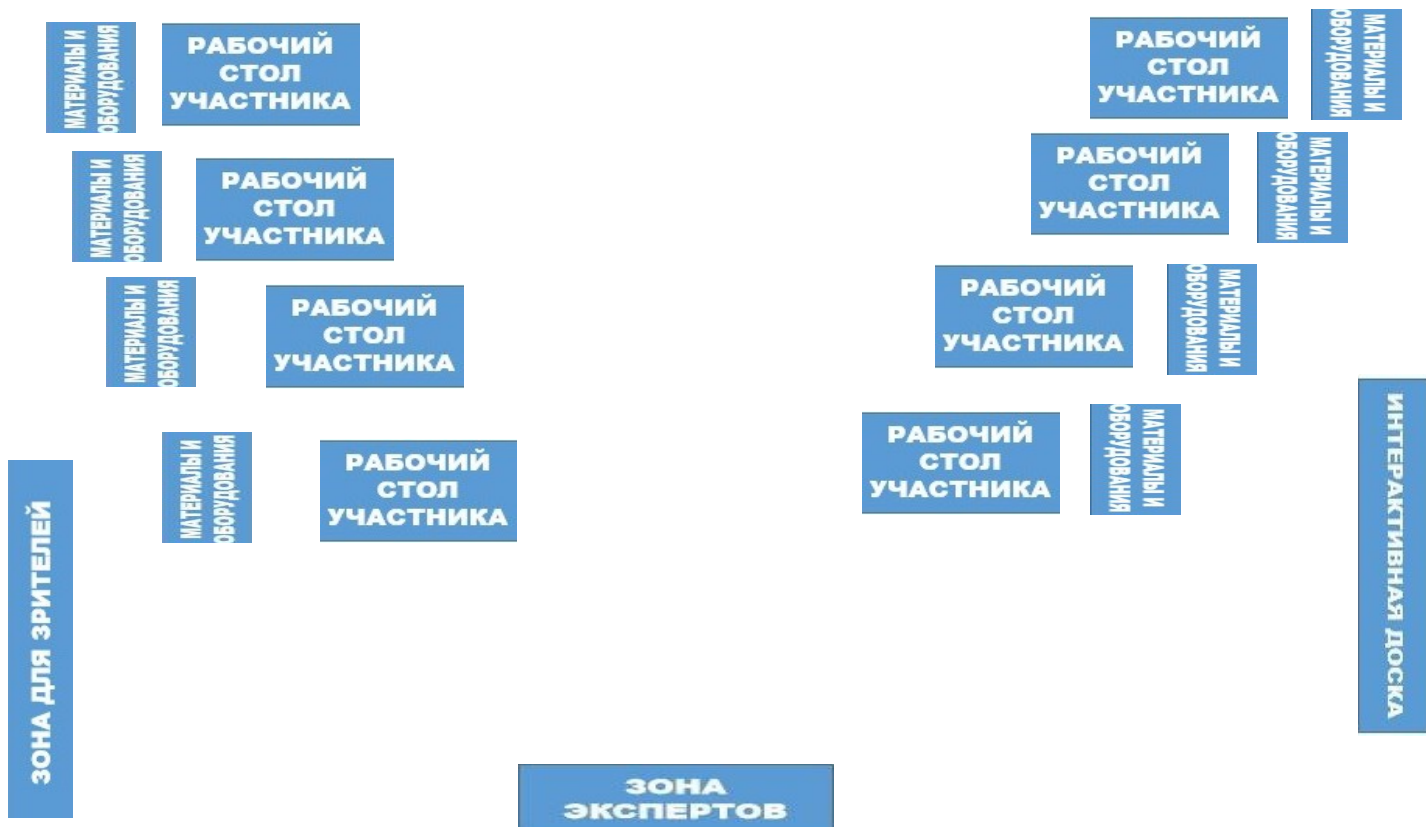 МАТЕРИАЛЫ И
ОБОРУДОВАНИЯ
РАБОЧИЙ
СТОЛ
УЧАСТНИКА
РАБОЧИЙ
СТОЛ
УЧАСТНИКА
МАТЕРИАЛЫ И
ОБОРУДОВАНИЯ
МАТЕРИАЛЫ И
ОБОРУДОВАНИЯ
РАБОЧИЙ
СТОЛ
УЧАСТНИКА
РАБОЧИЙ
СТОЛ
УЧАСТНИКА
МАТЕРИАЛЫ И
ОБОРУДОВАНИЯ
МАТЕРИАЛЫ И
ОБОРУДОВАНИЯ
РАБОЧИЙ
СТОЛ
УЧАСТНИКА
РАБОЧИЙ
СТОЛ
УЧАСТНИКА
МАТЕРИАЛЫ И
ОБОРУДОВАНИЯ
МАТЕРИАЛЫ И
ОБОРУДОВАНИЯ
РАБОЧИЙ
СТОЛ
УЧАСТНИКА
РАБОЧИЙ
СТОЛ
УЧАСТНИКА
МАТЕРИАЛЫ И
ОБОРУДОВАНИЯ
ИНТЕРАКТИВНАЯ ДОСКА
ЗОНА ДЛЯ ЗРИТЕЛЕЙ
ЗОНА
ЭКСПЕРТОВ